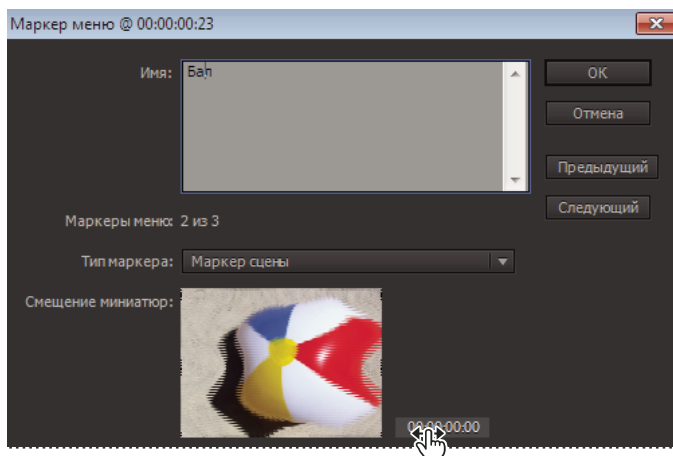 Маркер меню @ 00:00:00:23
Имя: Бал
ОК
Отмена
Предыдущий
Следующий
Маркеры меню: 2 из 3
Тип маркера: Маркер сцены
Смещение миниатюр:
00:00:00:00